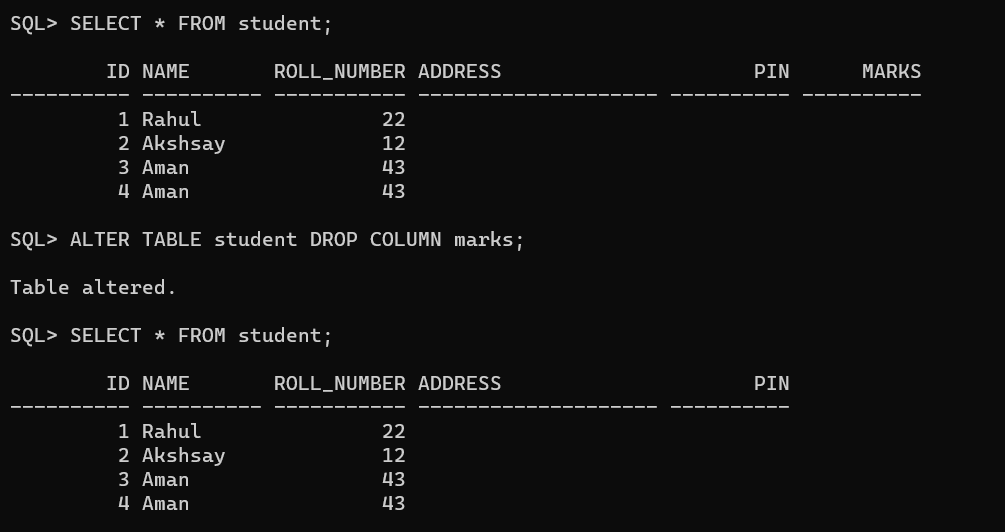 SQL> SELECT * FROM student;
        ID NAME       ROLL_NUMBER ADDRESS                     PIN      MARKS
---------- ---------- ----------- -------------------- ---------- ----------
         1 Rahul               22
         2 Akshsay             12
         3 Aman                43
         4 Aman                43
SQL> ALTER TABLE student DROP COLUMN marks;
Table altered.
SQL> SELECT * FROM student;
        ID NAME       ROLL_NUMBER ADDRESS                     PIN
---------- ---------- ----------- -------------------- ----------
         1 Rahul               22
         2 Akshsay             12
         3 Aman                43
         4 Aman                43